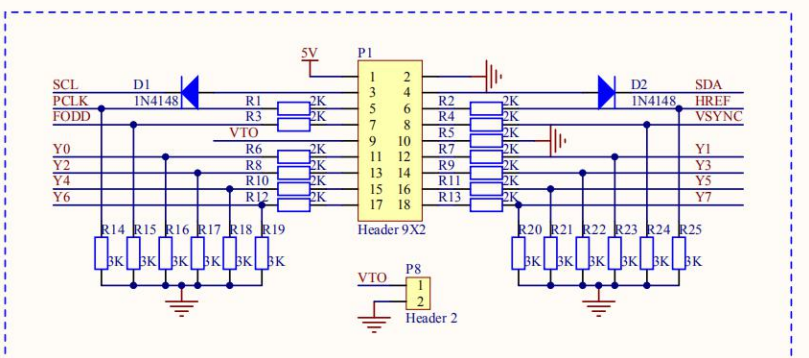 5V P1
1 2
SCL D1 3 4 D2 SDA
PCLK 1N4148 R1 2K 5 6 R2 2K 1N4148 HREF
FODD R3 2K 7 8 R4 2K VSYNC
VTO 9 10 R5 2K
Y0 R6 2K 11 12 R7 2K Y1
Y2 R8 2K 13 14 R9 2K Y3
Y4 R10 2K 15 16 R11 2K Y5
Y6 R12 2K 17 18 R13 2K Y7
R14 R15 R16 R17 R18 R19 Header 9X2 R20 R21 R22 R23 R24 R25
3K 3K 3K 3K 3K 3K 3K 3K 3K 3K 3K 3K
P8
VTO 1
2
Header 2